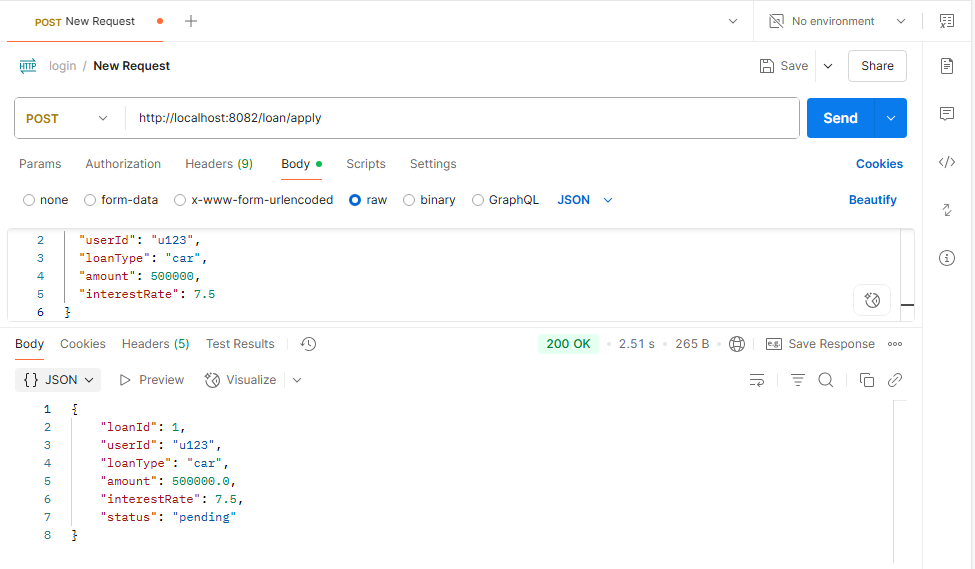 POST New Request
No environment
HTTP login / New Request
Save
Share
POST
http://localhost:8082/loan/apply
Send
Params Authorization Headers (9) Body Scripts Settings Cookies
none form-data x-www-form-urlencoded raw binary GraphQL JSON Beautify
2 "userId": "u123",
3 "loanType": "car",
4 "amount": 500000,
5 "interestRate": 7.5
6 }
Body Cookies Headers (5) Test Results 200 OK 2.51 s 265 B e.g. Save Response
{} JSON Preview Visualize
1 {
2 "loanId": 1,
3 "userId": "u123",
4 "loanType": "car",
5 "amount": 500000.0,
6 "interestRate": 7.5,
7 "status": "pending"
8 }